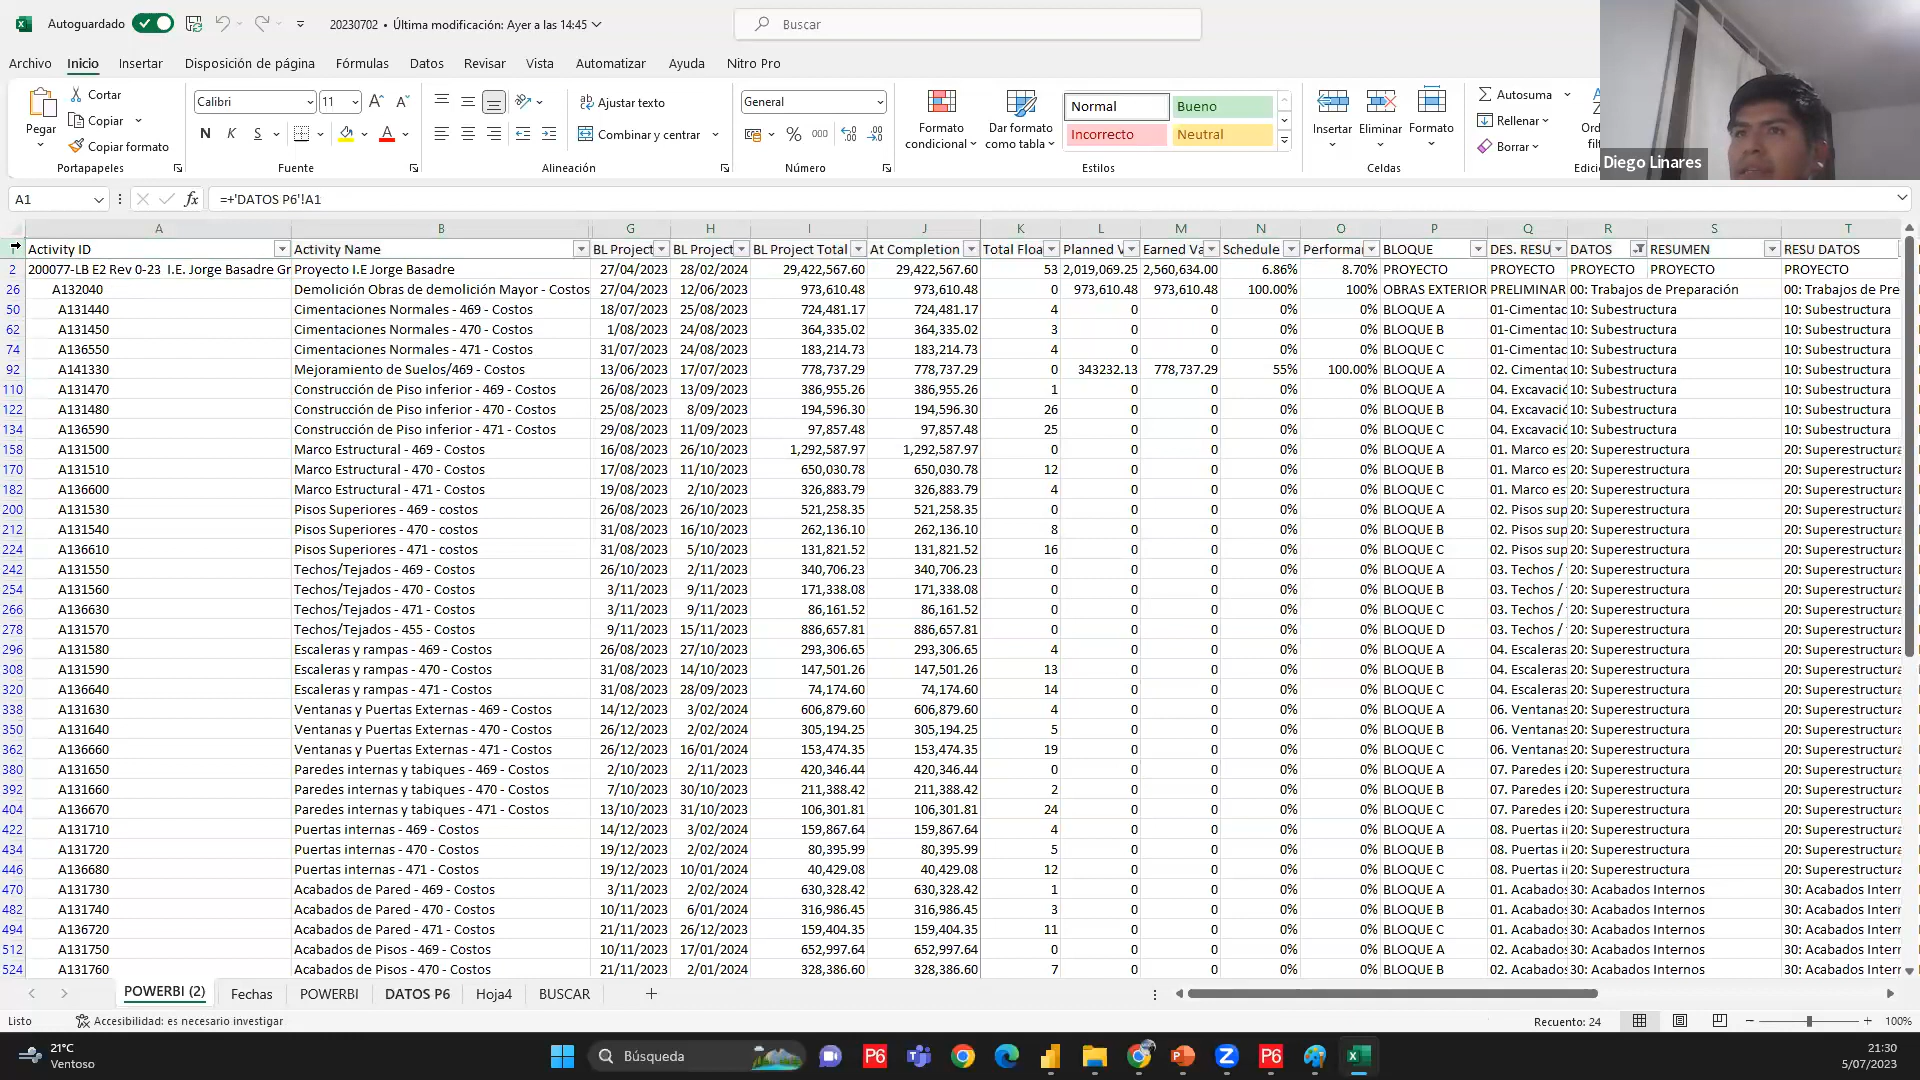 Autoguardado 20230702 • Última modificación: Ayer a las 14:45 Buscar
Archivo Inicio Insertar Disposición de página Fórmulas Datos Revisar Vista Automatizar Ayuda Nitro Pro
Pegar Cortar Copiar Copiar formato Portapapeles
Calibri 11 N K S Fuente
Ajustar texto Combinar y centrar Alineación
General % 000 Número
Formato condicional Dar formato como tabla Normal Bueno Incorrecto Neutral Estilos
Insertar Eliminar Formato Celdas
Autosuma Rellenar Borrar
Diego Linares
A1 fx =+'DATOS P6'!A1
A B G H I J K L M N O P Q R S T
Activity ID Activity Name BL Project BL Project BL Project Total At Completion Total Floa Planned V Earned Va Schedule Performa BLOQUE DES. RESU DATOS RESUMEN RESU DATOS
2 200077-LB E2 Rev 0-23 I.E. Jorge Basadre Gr Proyecto I.E Jorge Basadre 27/04/2023 28/02/2024 29,422,567.60 29,422,567.60 53 2,019,069.25 2,560,634.00 6.86% 8.70% PROYECTO PROYECTO PROYECTO PROYECTO PROYECTO
26 A132040 Demolición Obras de demolición Mayor - Costos 27/04/2023 12/06/2023 973,610.48 973,610.48 0 973,610.48 973,610.48 100.00% 100% OBRAS EXTERIOR PRELIMINAR 00: Trabajos de Preparación 00: Trabajos de Pre
50 A131440 Cimentaciones Normales - 469 - Costos 18/07/2023 25/08/2023 724,481.17 724,481.17 4 0 0 0% 0% BLOQUE A 01-Cimentac 10: Subestructura 10: Subestructura
62 A131450 Cimentaciones Normales - 470 - Costos 1/08/2023 24/08/2023 364,335.02 364,335.02 3 0 0 0% 0% BLOQUE B 01-Cimentac 10: Subestructura 10: Subestructura
74 A136550 Cimentaciones Normales - 471 - Costos 31/07/2023 24/08/2023 183,214.73 183,214.73 4 0 0 0% 0% BLOQUE C 01-Cimentac 10: Subestructura 10: Subestructura
92 A141330 Mejoramiento de Suelos/469 - Costos 13/06/2023 17/07/2023 778,737.29 778,737.29 0 343232.13 778,737.29 55% 100.00% BLOQUE A 02. Cimenta 10: Subestructura 10: Subestructura
110 A131470 Construcción de Piso inferior - 469 - Costos 26/08/2023 13/09/2023 386,955.26 386,955.26 1 0 0 0% 0% BLOQUE A 04. Excavació 10: Subestructura 10: Subestructura
122 A131480 Construcción de Piso inferior - 470 - Costos 25/08/2023 8/09/2023 194,596.30 194,596.30 26 0 0 0% 0% BLOQUE B 04. Excavació 10: Subestructura 10: Subestructura
134 A136590 Construcción de Piso inferior - 471 - Costos 29/08/2023 11/09/2023 97,857.48 97,857.48 25 0 0 0% 0% BLOQUE C 04. Excavació 10: Subestructura 10: Subestructura
158 A131500 Marco Estructural - 469 - Costos 16/08/2023 26/10/2023 1,292,587.97 1,292,587.97 0 0 0 0% 0% BLOQUE A 01. Marco es 20: Superestructura 20: Superestructura
170 A131510 Marco Estructural - 470 - Costos 17/08/2023 11/10/2023 650,030.78 650,030.78 12 0 0 0% 0% BLOQUE B 01. Marco es 20: Superestructura 20: Superestructura
182 A136600 Marco Estructural - 471 - Costos 19/08/2023 2/10/2023 326,883.79 326,883.79 4 0 0 0% 0% BLOQUE C 01. Marco es 20: Superestructura 20: Superestructura
200 A131530 Pisos Superiores - 469 - costos 26/08/2023 26/10/2023 521,258.35 521,258.35 0 0 0 0% 0% BLOQUE A 02. Pisos sup 20: Superestructura 20: Superestructura
212 A131540 Pisos Superiores - 470 - costos 31/08/2023 16/10/2023 262,136.10 262,136.10 8 0 0 0% 0% BLOQUE B 02. Pisos sup 20: Superestructura 20: Superestructura
224 A136610 Pisos Superiores - 471 - costos 31/08/2023 5/10/2023 131,821.52 131,821.52 16 0 0 0% 0% BLOQUE C 02. Pisos sup 20: Superestructura 20: Superestructura
242 A131550 Techos/Tejados - 469 - Costos 26/10/2023 2/11/2023 340,706.23 340,706.23 0 0 0 0% 0% BLOQUE A 03. Techos / 20: Superestructura 20: Superestructura
254 A131560 Techos/Tejados - 470 - Costos 3/11/2023 9/11/2023 171,338.08 171,338.08 0 0 0 0% 0% BLOQUE B 03. Techos / 20: Superestructura 20: Superestructura
266 A136630 Techos/Tejados - 471 - Costos 3/11/2023 9/11/2023 86,161.52 86,161.52 0 0 0 0% 0% BLOQUE C 03. Techos / 20: Superestructura 20: Superestructura
278 A131570 Techos/Tejados - 455 - Costos 9/11/2023 15/11/2023 886,657.81 886,657.81 0 0 0 0% 0% BLOQUE D 03. Techos / 20: Superestructura 20: Superestructura
296 A131580 Escaleras y rampas - 469 - Costos 26/08/2023 27/10/2023 293,306.65 293,306.65 4 0 0 0% 0% BLOQUE A 04. Escaleras 20: Superestructura 20: Superestructura
308 A131590 Escaleras y rampas - 470 - Costos 31/08/2023 14/10/2023 147,501.26 147,501.26 13 0 0 0% 0% BLOQUE B 04. Escaleras 20: Superestructura 20: Superestructura
320 A136640 Escaleras y rampas - 471 - Costos 31/08/2023 28/09/2023 74,174.60 74,174.60 14 0 0 0% 0% BLOQUE C 04. Escaleras 20: Superestructura 20: Superestructura
338 A131630 Ventanas y Puertas Externas - 469 - Costos 14/12/2023 3/02/2024 606,879.60 606,879.60 4 0 0 0% 0% BLOQUE A 06. Ventanas 20: Superestructura 20: Superestructura
350 A131640 Ventanas y Puertas Externas - 470 - Costos 26/12/2023 2/02/2024 305,194.25 305,194.25 5 0 0 0% 0% BLOQUE B 06. Ventanas 20: Superestructura 20: Superestructura
362 A136660 Ventanas y Puertas Externas - 471 - Costos 26/12/2023 16/01/2024 153,474.35 153,474.35 19 0 0 0% 0% BLOQUE C 06. Ventanas 20: Superestructura 20: Superestructura
380 A131650 Paredes internas y tabiques - 469 - Costos 2/10/2023 2/11/2023 420,346.44 420,346.44 0 0 0 0% 0% BLOQUE A 07. Paredes i 20: Superestructura 20: Superestructura
392 A131660 Paredes internas y tabiques - 470 - Costos 7/10/2023 30/10/2023 211,388.42 211,388.42 2 0 0 0% 0% BLOQUE B 07. Paredes i 20: Superestructura 20: Superestructura
404 A136670 Paredes internas y tabiques - 471 - Costos 13/10/2023 31/10/2023 106,301.81 106,301.81 24 0 0 0% 0% BLOQUE C 07. Paredes i 20: Superestructura 20: Superestructura
422 A131710 Puertas internas - 469 - Costos 14/12/2023 3/02/2024 159,867.64 159,867.64 4 0 0 0% 0% BLOQUE A 08. Puertas i 20: Superestructura 20: Superestructura
434 A131720 Puertas internas - 470 - Costos 19/12/2023 2/02/2024 80,395.99 80,395.99 5 0 0 0% 0% BLOQUE B 08. Puertas i 20: Superestructura 20: Superestructura
446 A136680 Puertas internas - 471 - Costos 19/12/2023 10/01/2024 40,429.08 40,429.08 12 0 0 0% 0% BLOQUE C 08. Puertas i 20: Superestructura 20: Superestructura
470 A131730 Acabados de Pared - 469 - Costos 3/11/2023 2/02/2024 630,328.42 630,328.42 1 0 0 0% 0% BLOQUE A 01. Acabados 30: Acabados Internos 30: Acabados Inter
482 A131740 Acabados de Pared - 470 - Costos 10/11/2023 6/01/2024 316,986.45 316,986.45 3 0 0 0% 0% BLOQUE B 01. Acabados 30: Acabados Internos 30: Acabados Inter
494 A136720 Acabados de Pared - 471 - Costos 21/11/2023 26/12/2023 159,404.35 159,404.35 11 0 0 0% 0% BLOQUE C 01. Acabados 30: Acabados Internos 30: Acabados Inter
512 A131750 Acabados de Pisos - 469 - Costos 10/11/2023 17/01/2024 652,997.64 652,997.64 0 0 0 0% 0% BLOQUE A 02. Acabados 30: Acabados Internos 30: Acabados Inter
524 A131760 Acabados de Pisos - 470 - Costos 21/11/2023 2/01/2024 328,386.60 328,386.60 7 0 0 0% 0% BLOQUE B 02. Acabados 30: Acabados Internos 30: Acabados Inter
POWERBI (2) Fechas POWERBI DATOS P6 Hoja4 BUSCAR
Listo Accesibilidad: es necesario investigar Recuento: 24 100%
21°C
Ventoso
Búsqueda
P6 P6
21:30
5/07/2023